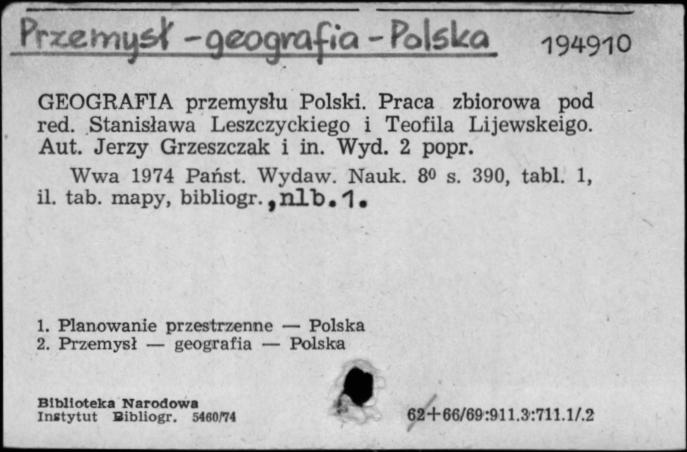 Przemysł - geografia - Polska 194910
GEOGRAFIA przemysłu Polski. Praca zbiorowa pod
red. Stanisława Leszczyckiego i Teofila Lijewskeigo.
Aut. Jerzy Grzeszczak i in. Wyd. 2 popr.
Wwa 1974 Państ. Wydaw. Nauk. 8º s. 390, tabl. 1,
il. tab. mapy, bibliogr., nlb. 1.
1. Planowanie przestrzenne — Polska
2. Przemysł — geografia — Polska
Biblioteka Narodowa
Instytut Bibliogr. 5460/74 62+66/69:911.3:711.1/.2